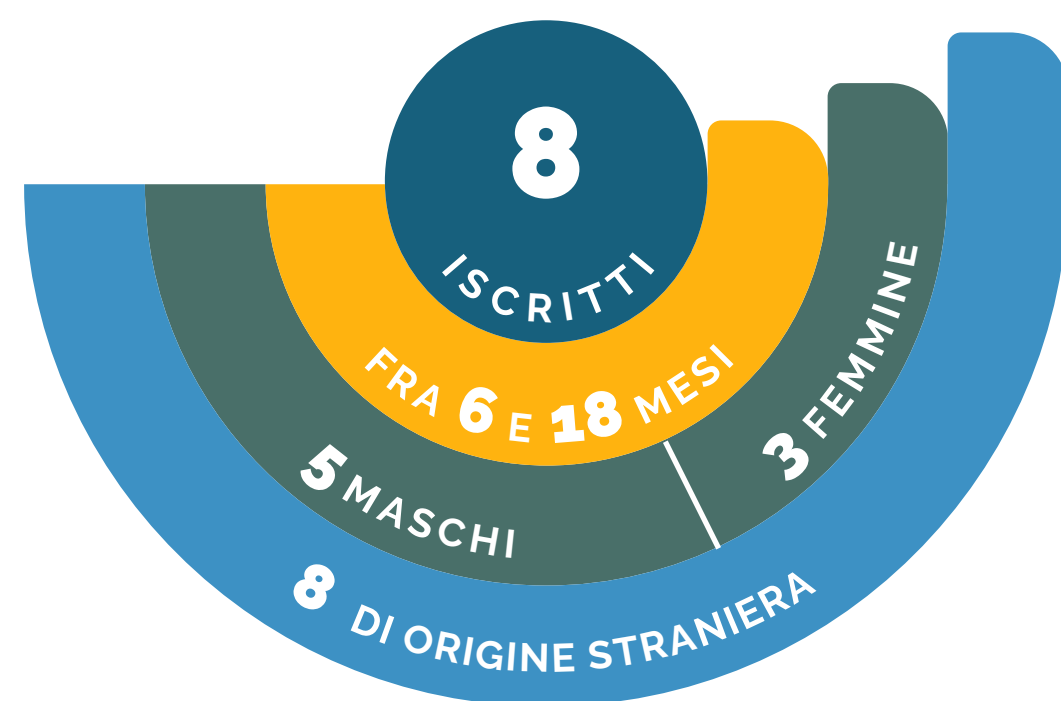 8
ISCRITTI
FRA 6 E 18 MESI
5 MASCHI
3 FEMMINE
8 DI ORIGINE STRANIERA